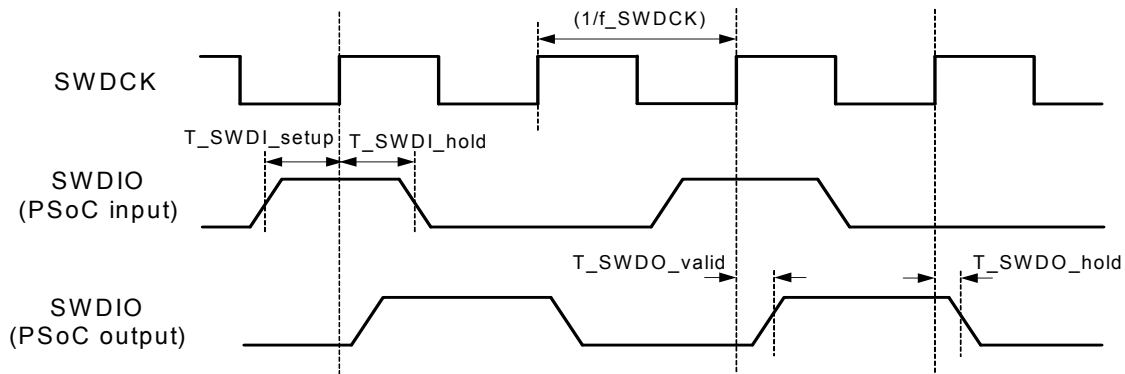 (1/f_SWDCK)
SWDCK
T_SWDI_setup T_SWDI_hold
SWDIO
(PSoC input)
T_SWDO_valid T_SWDO_hold
SWDIO
(PSoC output)